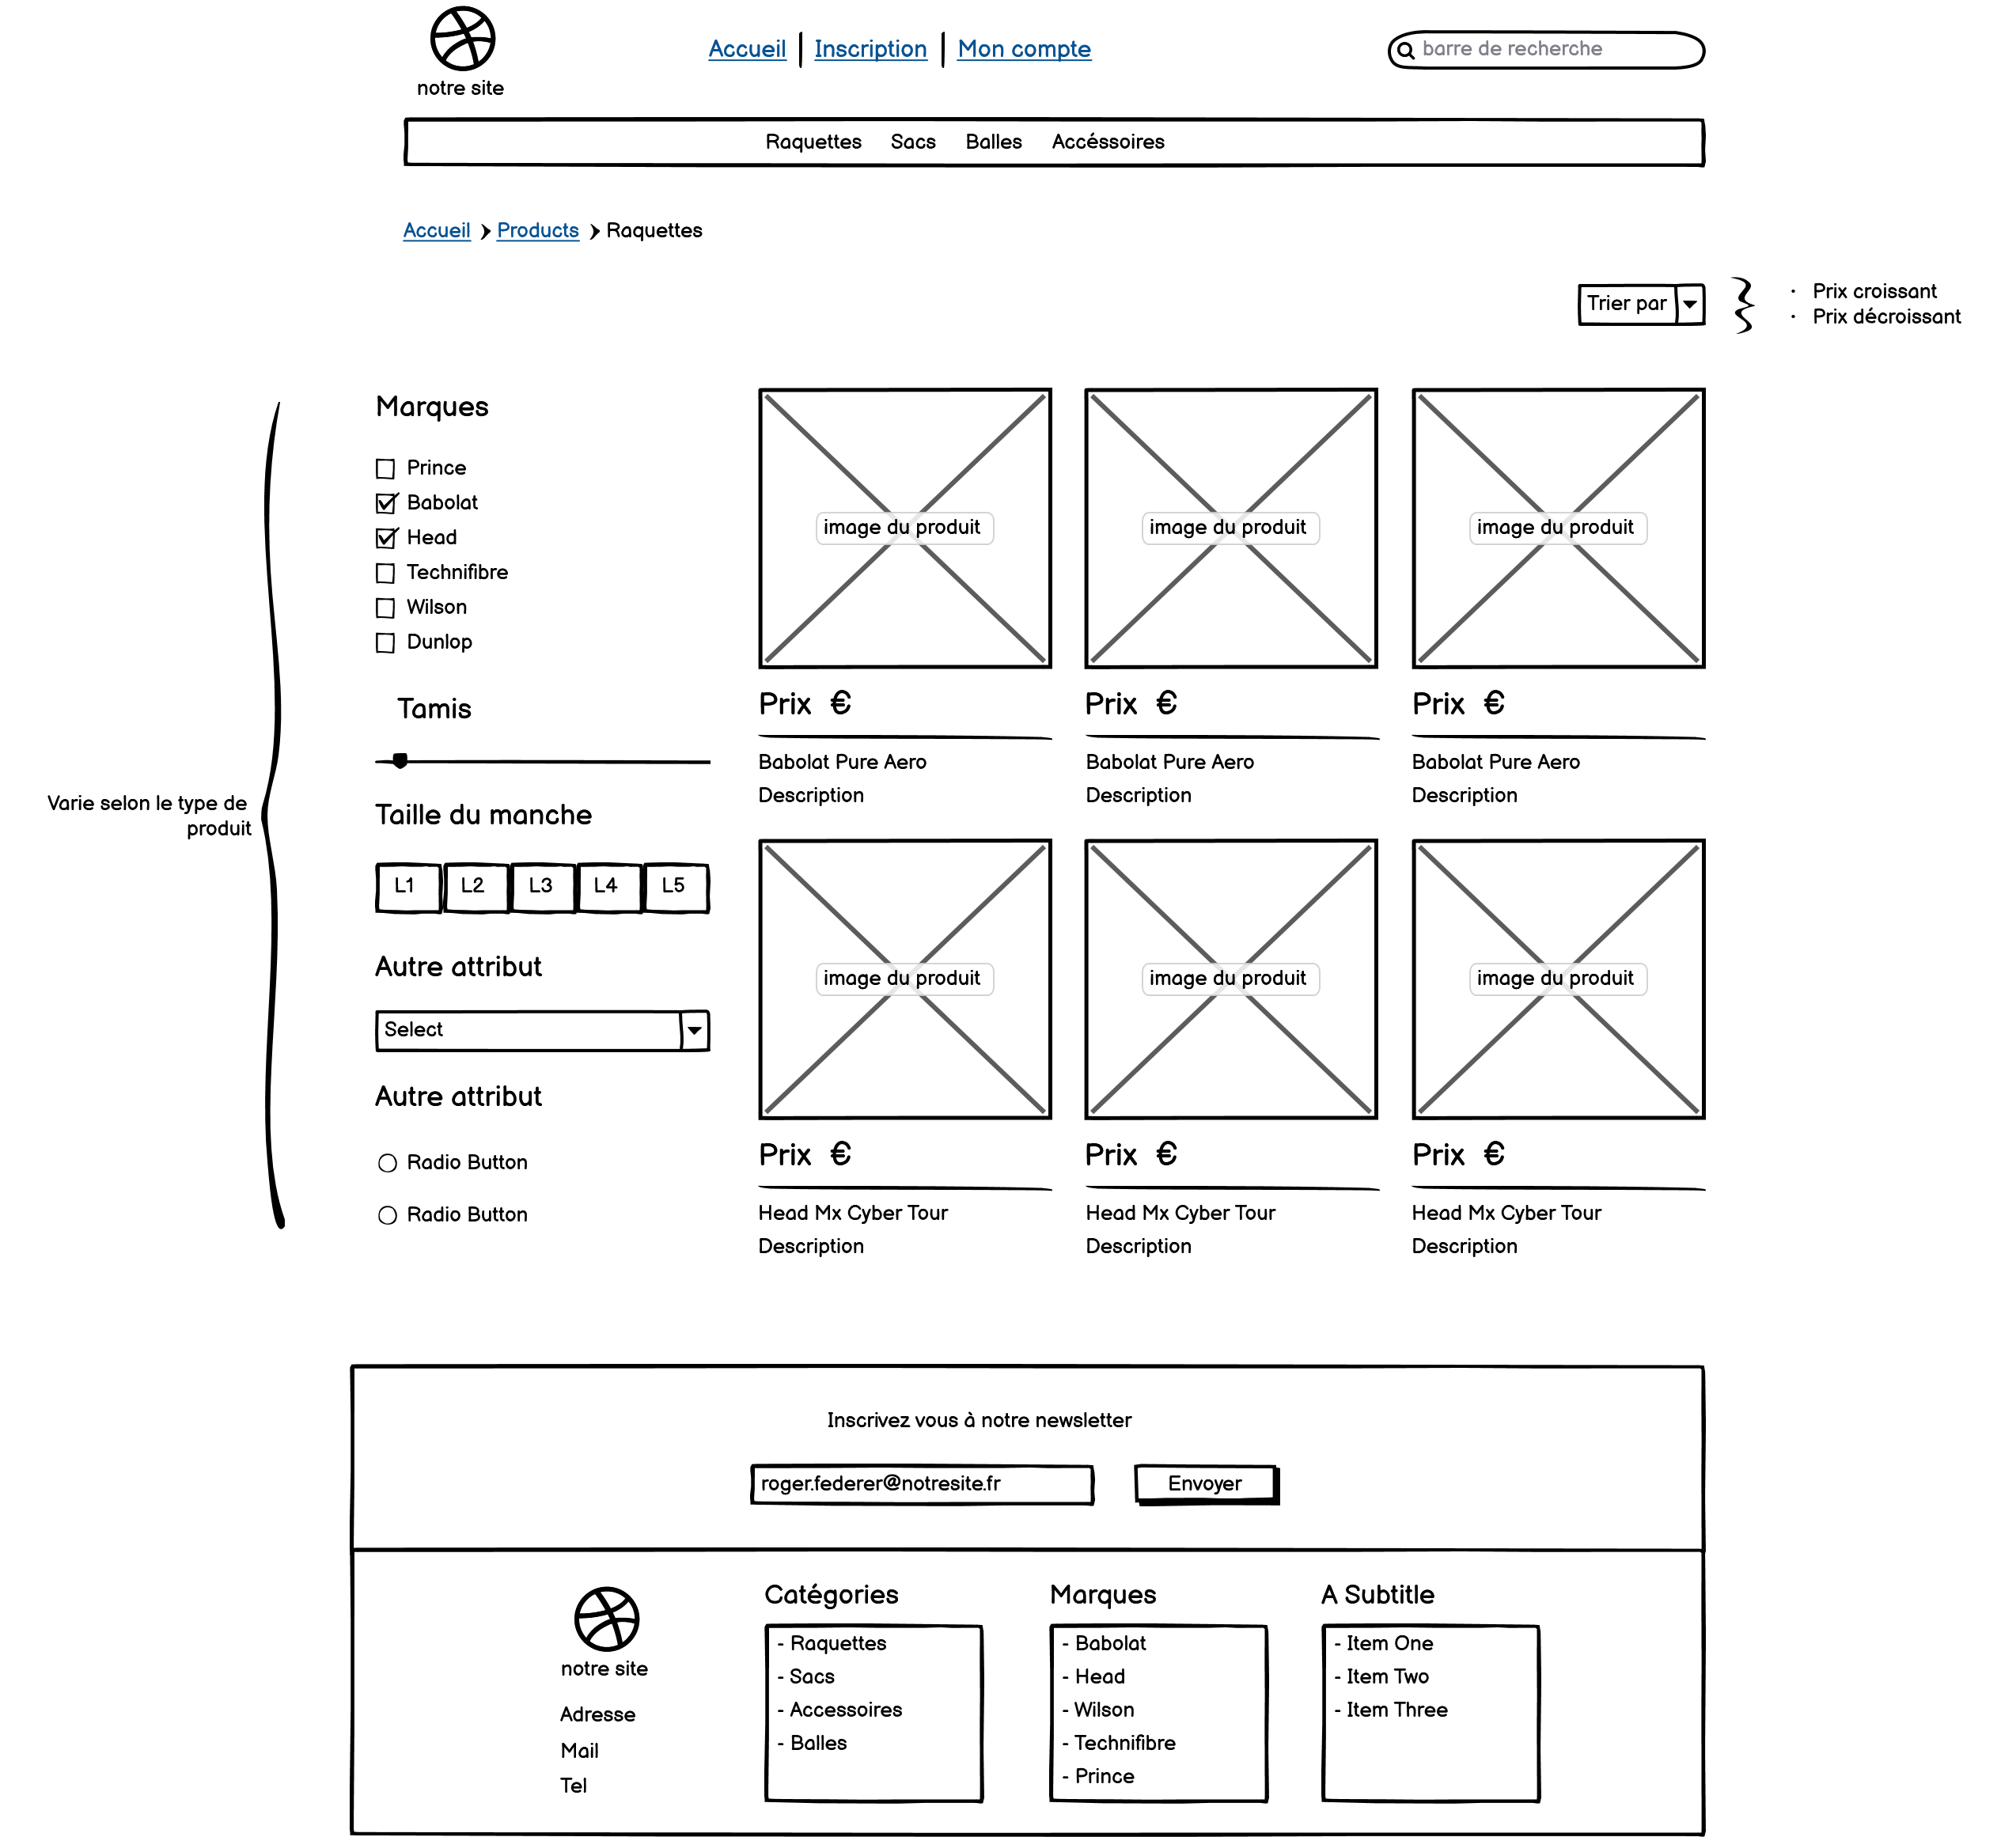 notre site
Accueil Inscription Mon compte
barre de recherche
Raquettes Sacs Balles Accéssoires
Accueil Products Raquettes
Trier par
· Prix croissant
· Prix décroissant
Varie selon le type de
produit
Marques
Prince
Babolat
Head
Technifibre
Wilson
Dunlop
Tamis
Taille du manche
L1 L2 L3 L4 L5
Autre attribut
Select
Autre attribut
Radio Button
Radio Button
image du produit image du produit image du produit
Prix € Prix € Prix €
Babolat Pure Aero Babolat Pure Aero Babolat Pure Aero
Description Description Description
image du produit image du produit image du produit
Prix € Prix € Prix €
Head Mx Cyber Tour Head Mx Cyber Tour Head Mx Cyber Tour
Description Description Description
Inscrivez vous à notre newsletter
roger.federer@notresite.fr Envoyer
notre site
Adresse
Mail
Tel
Catégories
- Raquettes
- Sacs
- Accessoires
- Balles
Marques
- Babolat
- Head
- Wilson
- Technifibre
- Prince
A Subtitle
- Item One
- Item Two
- Item Three